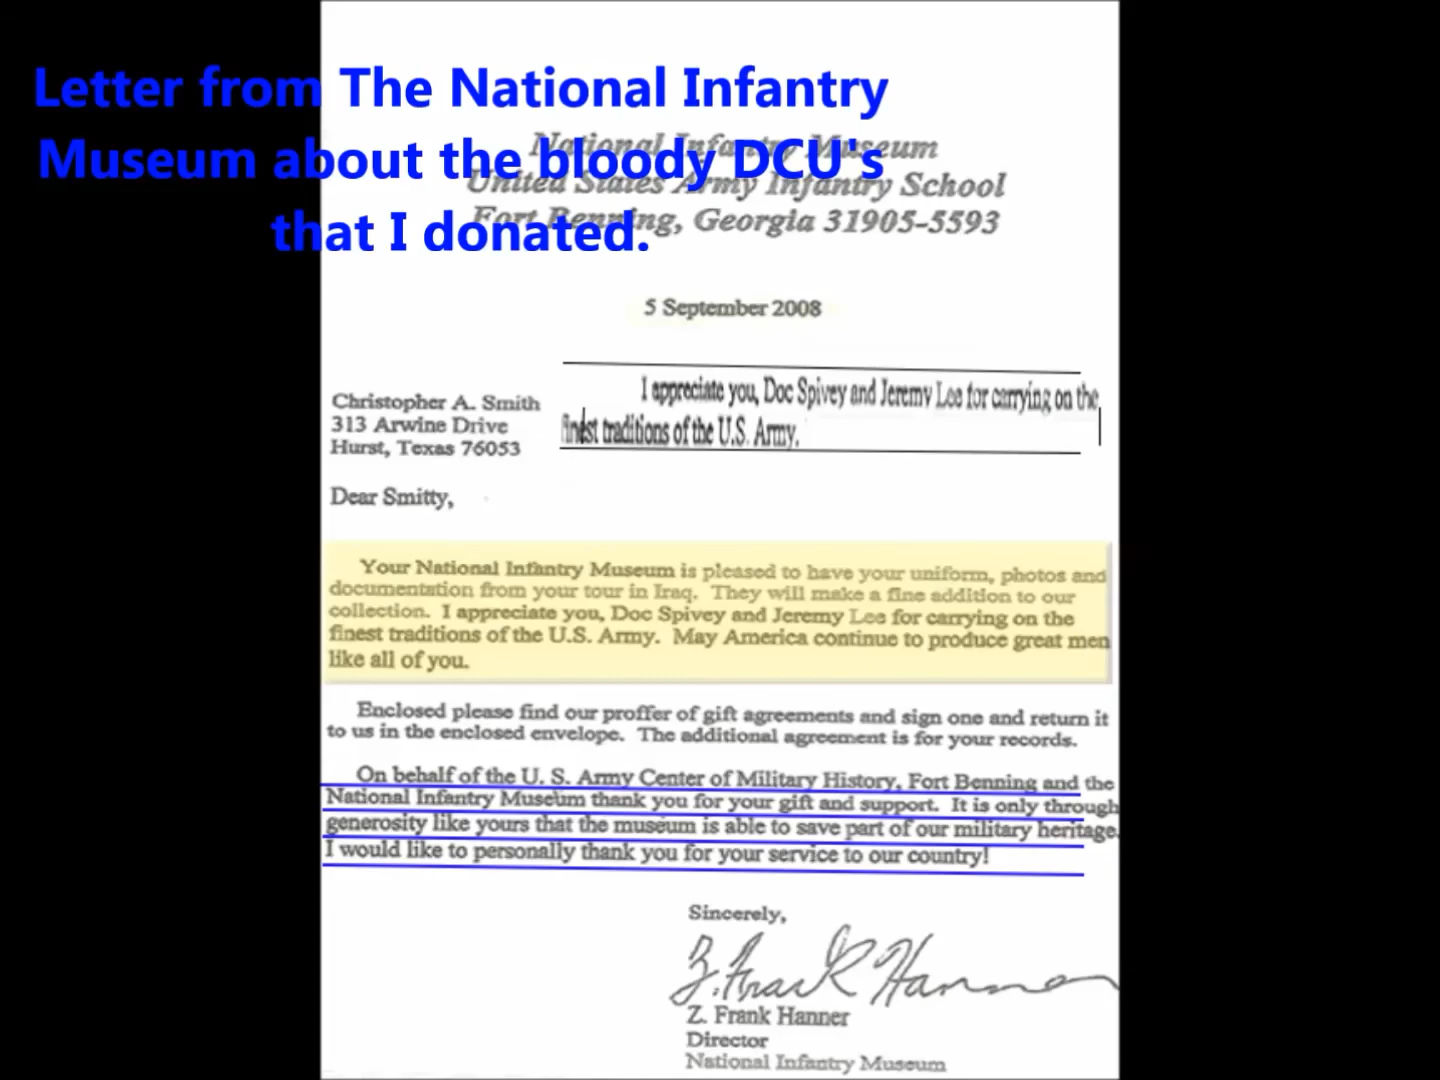 Letter from The National Infantry
Museum about the bloody DCU's
that I donated.
National Infantry Museum
United States Army Infantry School
Fort Benning, Georgia 31905-5593
5 September 2008
I appreciate you, Doc Spivey and Jeremy Lee for carrying on the
finest traditions of the U.S. Army.
Christopher A. Smith
313 Arwine Drive
Hurst, Texas 76053
Dear Smitty,
Your National Infantry Museum is pleased to have your uniform, photos and
documentation from your tour in Iraq. They will make a fine addition to our
collection. I appreciate you, Doc Spivey and Jeremy Lee for carrying on the
finest traditions of the U.S. Army. May America continue to produce great men
like all of you.
Enclosed please find our proffer of gift agreements and sign one and return it
to us in the enclosed envelope. The additional agreement is for your records.
On behalf of the U. S. Army Center of Military History, Fort Benning and the
National Infantry Museum thank you for your gift and support. It is only through
generosity like yours that the museum is able to save part of our military heritage.
I would like to personally thank you for your service to our country!
Sincerely,
Z. Frank Hanner
Z. Frank Hanner
Director
National Infantry Museum